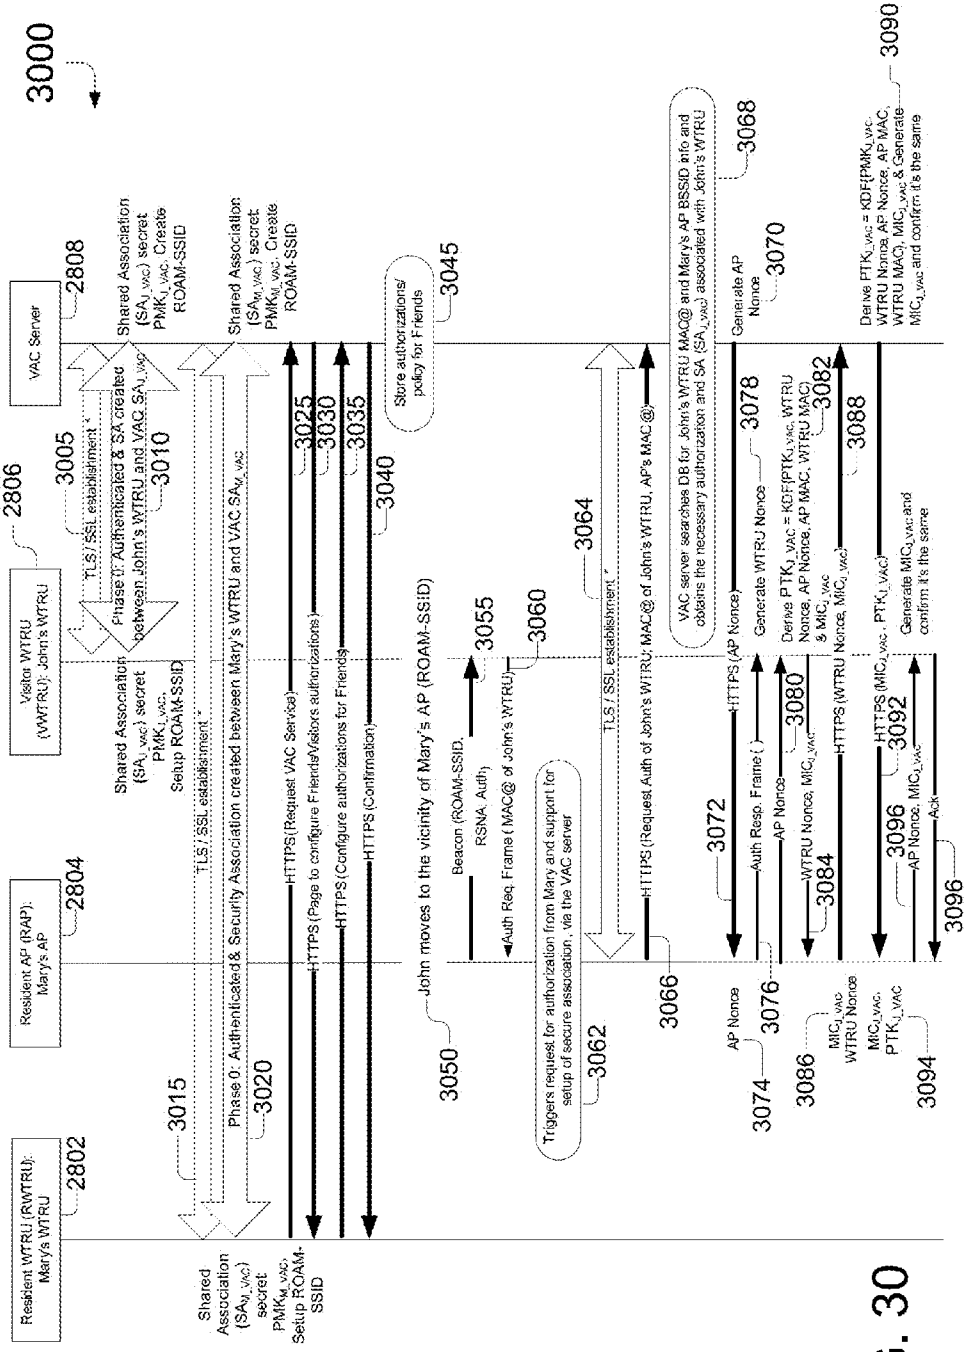 3000
Resident WTRU (RWTRU):
Mary's WTRU
2802
Resident AP (RAP):
Mary's AP
2804
Visitor WTRU
(VWTRU): John's WTRU
2806
VAC Server
2808
3005
TLS / SSL establishment *
Phase 0: Authenticated & SA created
between John's WTRU and VAC SAJ_VAC
3010
Shared Association
(SAJ_VAC) secret
PMKJ_VAC,
Setup ROAM-SSID
Shared Association
(SAJ_VAC) secret:
PMKJ_VAC, Create
ROAM-SSID
3015
TLS / SSL establishment *
Phase 0: Authenticated & Security Association created between Mary's WTRU and VAC SAM_VAC
3020
Shared
Association
(SAM_VAC)
secret:
PMKM_VAC,
Setup ROAM-
SSID
Shared Association
(SAM_VAC) secret:
PMKM_VAC, Create
ROAM-SSID
HTTPS (Request VAC Service)
3025
HTTPS (Page to configure Friends/Visitors authorizations)
3030
HTTPS (Configure authorizations for Friends)
3035
HTTPS (Confirmation)
3040
Store authorizations/
policy for Friends
3045
John moves to the vicinity of Mary's AP (ROAM-SSID)
3050
Beacon (ROAM-SSID,
RSNA, Auth)
3055
Auth Req. Frame ( MAC@ of John's WTRU)
3060
Triggers request for authorization from Mary and support for
setup of secure association, via the VAC server
3062
3064
TLS / SSL establishment *
HTTPS (Request Auth of John's WTRU; MAC@ of John's WTRU, AP's MAC @)
3066
VAC server searches DB for John's WTRU MAC@ and Mary's AP BSSID info and
obtains the necessary authorization and SA (SAJ_VAC) associated with John's WTRU
3068
Generate AP
Nonce
3070
HTTPS (AP Nonce)
3072
AP Nonce
3074
Auth Resp. Frame ( )
3076
Generate WTRU Nonce
3078
AP Nonce
3080
Derive PTKJ_VAC = KDF{PTKJ_VAC, WTRU
Nonce, AP Nonce, AP MAC, WTRU MAC}
& MICJ_VAC
3082
WTRU Nonce, MICJ_VAC
3084
MICJ_VAC,
WTRU Nonce
3086
HTTPS (WTRU Nonce, MICJ_VAC)
3088
Derive PTKJ_VAC = KDF{PMKJ_VAC,
WTRU Nonce, AP Nonce, AP MAC,
WTRU MAC}, MICJ_VAC & Generate
MICJ_VAC and confirm it's the same
3090
HTTPS (MICJ_VAC, PTKJ_VAC)
3092
MICJ_VAC,
PTKJ_VAC
3094
AP Nonce, MICJ_VAC
3096
Generate MICJ_VAC and
confirm it's the same
Ack
3096
. 30